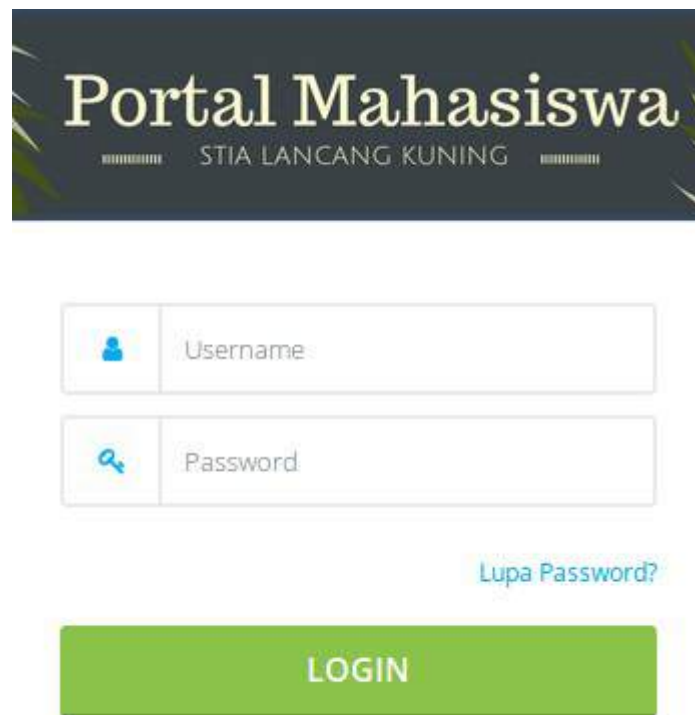 Portal Mahasiswa
STIA LANCANG KUNING
Username
Password
Lupa Password?
LOGIN